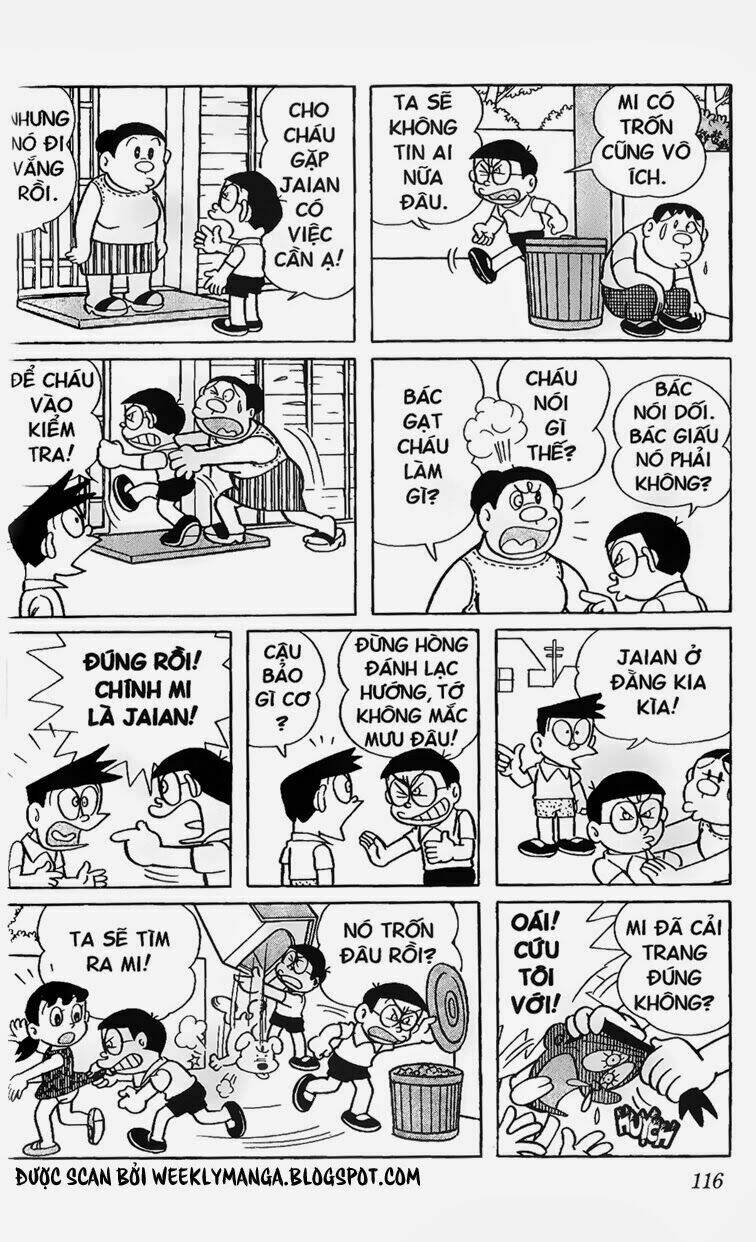 MI CÓ
TRỐN
CŨNG VÔ
ÍCH.
TA SẼ
KHÔNG
TIN AI
NỮA
ĐÂU.
CHO
CHÁU
GẶP
JAIAN
CÓ
VIỆC
CẦN Ạ!
NHƯNG
NÓ ĐI
VẮNG
RỒI.
BÁC
NÓI DỐI.
BÁC GIẤU
NÓ PHẢI
KHÔNG?
CHÁU
NÓI
GÌ
THẾ?
BÁC
GẠT
CHÁU
LÀM
GÌ?
ĐỂ CHÁU
VÀO
KIỂM
TRA!
JAIAN Ở
ĐẰNG KIA
KÌA!
ĐỪNG HÒNG
ĐÁNH LẠC
HƯỚNG, TỚ
KHÔNG MẮC
MƯU ĐÂU!
CẬU
BẢO
GÌ CƠ
?
ĐÚNG RỒI!
CHÍNH MI
LÀ JAIAN!
MI ĐÃ CẢI
TRANG
ĐÚNG
KHÔNG?
OÁI!
CỨU
TÔI
VỚI!
HUỴCH
NÓ TRỐN
ĐÂU RỒI?
TA SẼ TÌM
RA MI!
ĐƯỢC SCAN BỞI WEEKLYMANGA.BLOGSPOT.COM
116